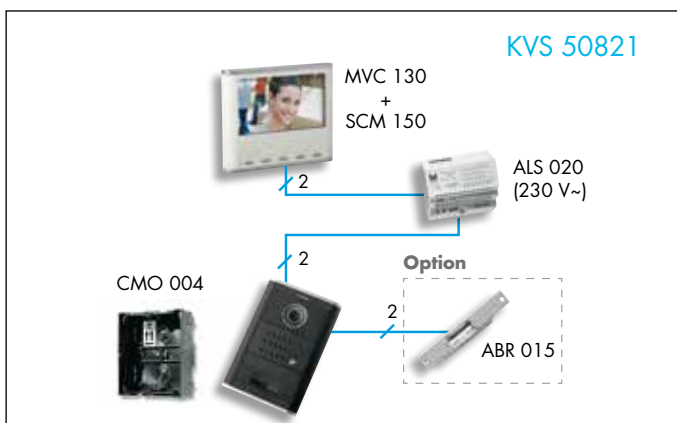 KVS 50821
MVC 130
+
SCM 150
ALS 020
(230 V~)
2
2
Option
CMO 004
2
ABR 015